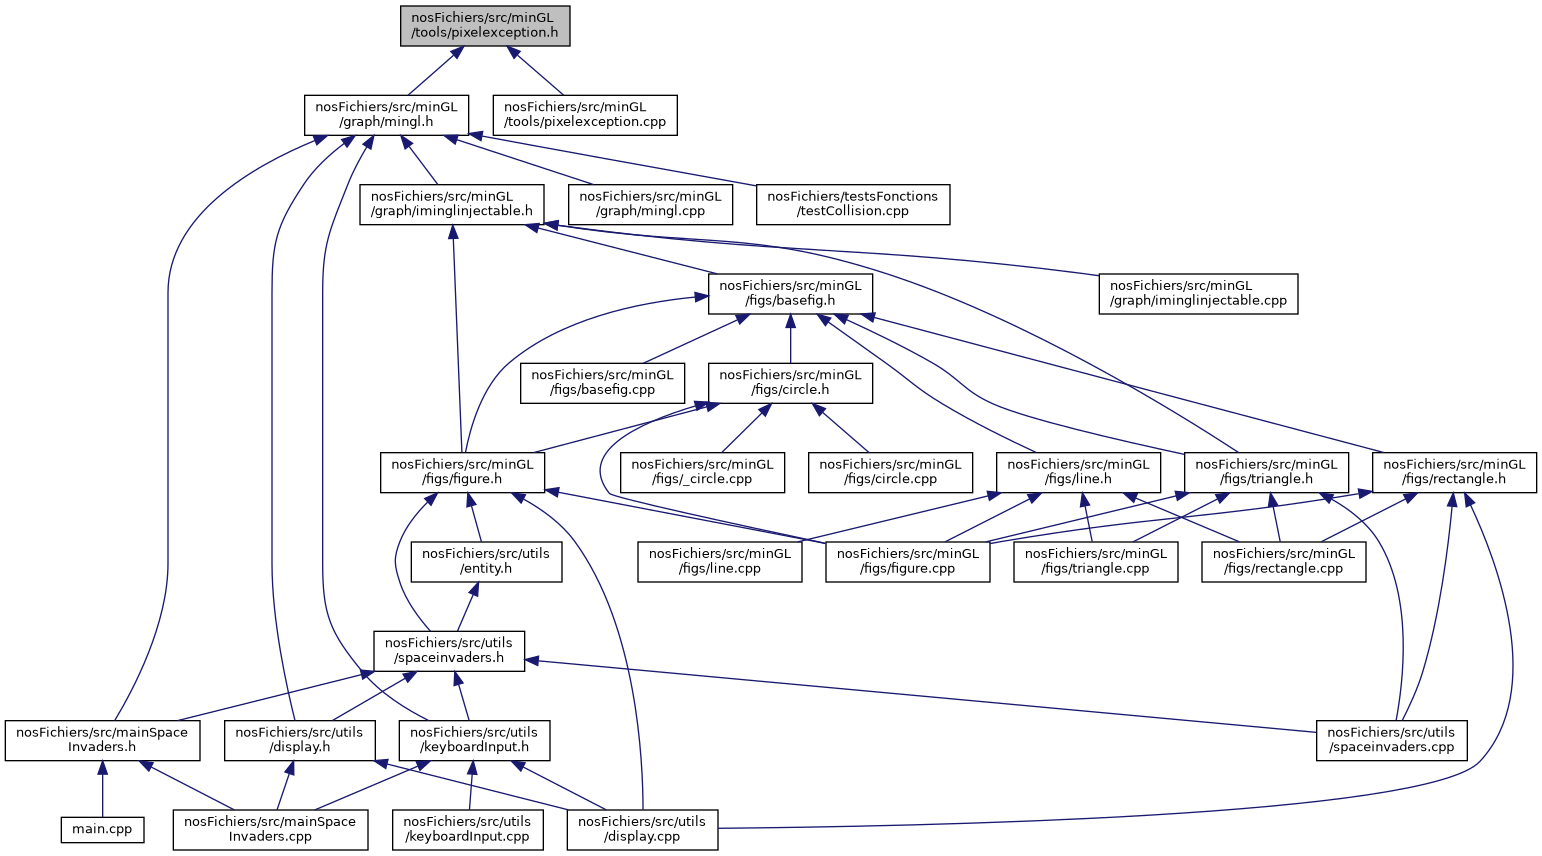 nosFichiers/src/minGL
/tools/pixelexception.h
nosFichiers/src/minGL
/graph/mingl.h
nosFichiers/src/minGL
/tools/pixelexception.cpp
nosFichiers/src/minGL
/graph/iminglinjectable.h
nosFichiers/src/minGL
/graph/mingl.cpp
nosFichiers/testsFonctions
/testCollision.cpp
nosFichiers/src/minGL
/figs/basefig.h
nosFichiers/src/minGL
/graph/iminglinjectable.cpp
nosFichiers/src/minGL
/figs/basefig.cpp
nosFichiers/src/minGL
/figs/circle.h
nosFichiers/src/minGL
/figs/figure.h
nosFichiers/src/minGL
/figs/_circle.cpp
nosFichiers/src/minGL
/figs/circle.cpp
nosFichiers/src/minGL
/figs/line.h
nosFichiers/src/minGL
/figs/triangle.h
nosFichiers/src/minGL
/figs/rectangle.h
nosFichiers/src/utils
/entity.h
nosFichiers/src/minGL
/figs/line.cpp
nosFichiers/src/minGL
/figs/figure.cpp
nosFichiers/src/minGL
/figs/triangle.cpp
nosFichiers/src/minGL
/figs/rectangle.cpp
nosFichiers/src/utils
/spaceinvaders.h
nosFichiers/src/mainSpace
Invaders.h
nosFichiers/src/utils
/display.h
nosFichiers/src/utils
/keyboardInput.h
nosFichiers/src/utils
/spaceinvaders.cpp
main.cpp
nosFichiers/src/mainSpace
Invaders.cpp
nosFichiers/src/utils
/keyboardInput.cpp
nosFichiers/src/utils
/display.cpp